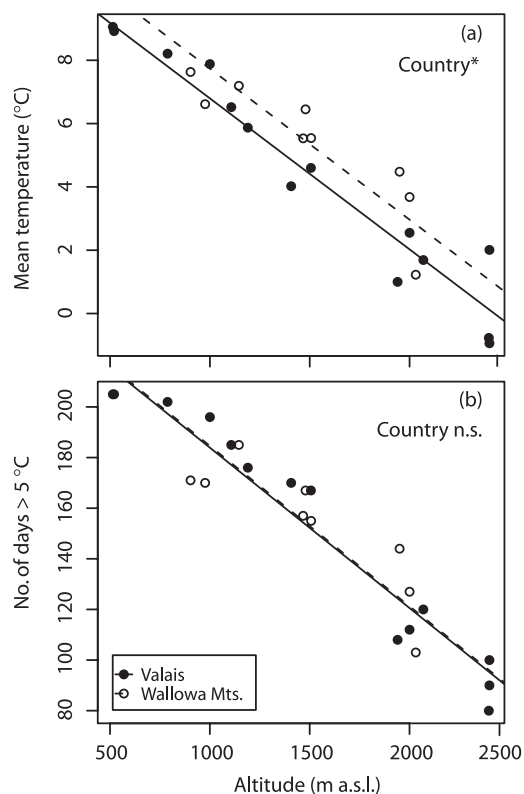 (a)
Country*
Mean temperature (°C)
8
6
4
2
0
(b)
Country n.s.
No. of days > 5 °C
200
180
160
140
120
100
80
Valais
Wallowa Mts.
500
1000
1500
2000
2500
Altitude (m a.s.l.)